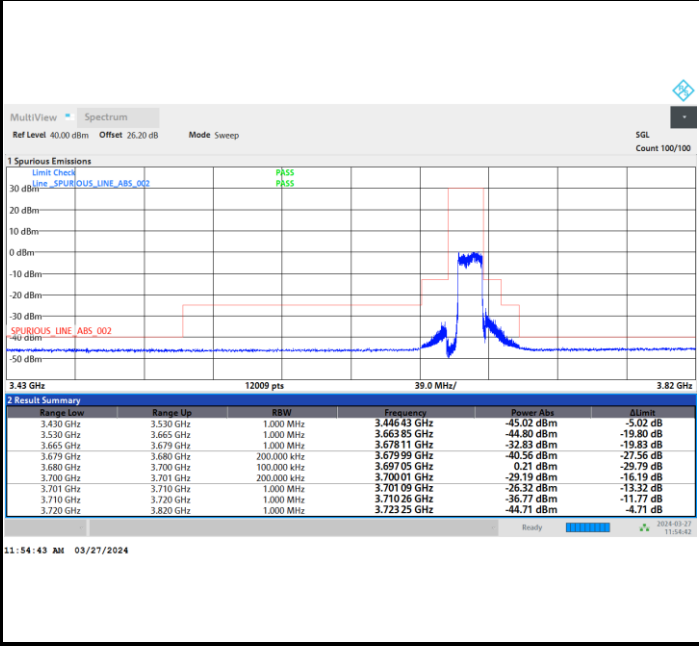 MultiView Spectrum
Ref Level 40.00 dBm Offset 26.20 dB Mode Sweep SGL
Count 100/100
1 Spurious Emissions
Limit Check PASS
Line _SPURIOUS_LINE_ABS_002 PASS
30 dBm
20 dBm
10 dBm
0 dBm
-10 dBm
-20 dBm
-30 dBm
_SPURIOUS_LINE_ABS_002
-40 dBm
-50 dBm
3.43 GHz 12009 pts 39.0 MHz/ 3.82 GHz
2 Result Summary
Range Low Range Up RBW Frequency Power Abs ΔLimit
3.430 GHz 3.530 GHz 1.000 MHz 3.446 43 GHz -45.02 dBm -5.02 dB
3.530 GHz 3.665 GHz 1.000 MHz 3.663 85 GHz -44.80 dBm -19.80 dB
3.665 GHz 3.679 GHz 1.000 MHz 3.678 11 GHz -32.83 dBm -19.83 dB
3.679 GHz 3.680 GHz 200.000 kHz 3.679 99 GHz -40.56 dBm -27.56 dB
3.680 GHz 3.700 GHz 100.000 kHz 3.697 05 GHz 0.21 dBm -29.79 dB
3.700 GHz 3.701 GHz 200.000 kHz 3.700 01 GHz -29.19 dBm -16.19 dB
3.701 GHz 3.710 GHz 1.000 MHz 3.701 09 GHz -26.32 dBm -13.32 dB
3.710 GHz 3.720 GHz 1.000 MHz 3.710 26 GHz -36.77 dBm -11.77 dB
3.720 GHz 3.820 GHz 1.000 MHz 3.723 25 GHz -44.71 dBm -4.71 dB
Ready 2024-03-27
11:54:42
11:54:43 AM 03/27/2024